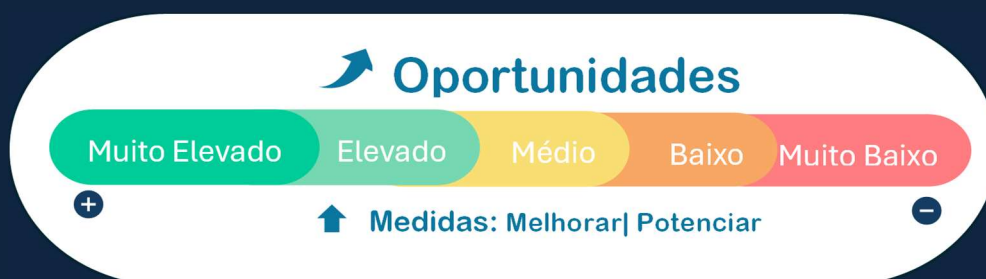 Oportunidades
Muito Elevado Elevado Médio Baixo Muito Baixo
+ −
Medidas: Melhorar| Potenciar